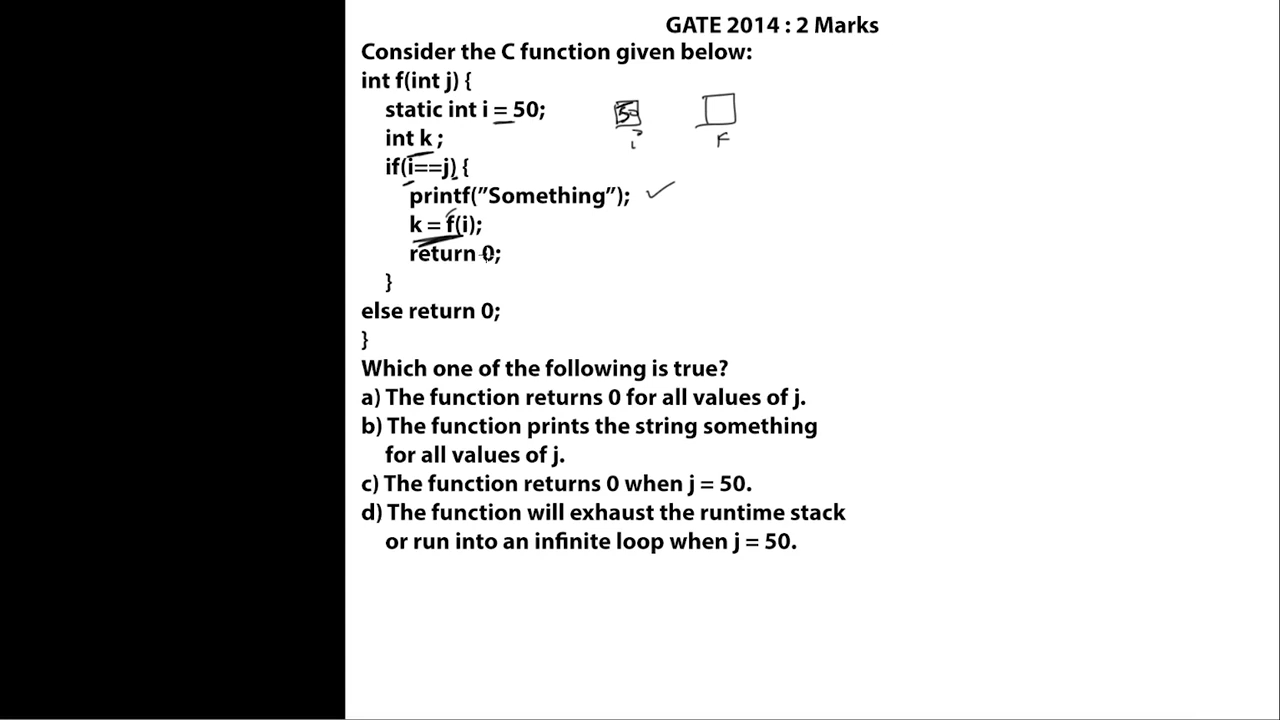 GATE 2014 : 2 Marks
Consider the C function given below:
int f(int j) {
static int i = 50;
int k ;
if(i==j) {
printf(”Something”);
k = f(i);
return 0;
}
else return 0;
}
Which one of the following is true?
a) The function returns 0 for all values of j.
b) The function prints the string something
for all values of j.
c) The function returns 0 when j = 50.
d) The function will exhaust the runtime stack
or run into an infinite loop when j = 50.
50
i